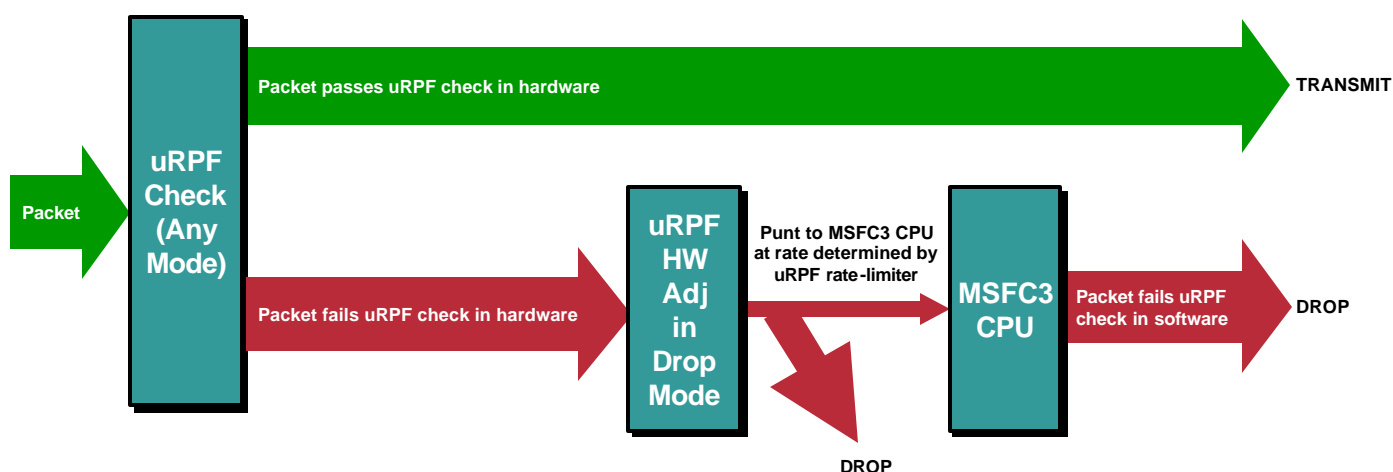 Packet
uRPF
Check
(Any
Mode)
Packet passes uRPF check in hardware
TRANSMIT
Packet fails uRPF check in hardware
uRPF
HW
Adj
in
Drop
Mode
Punt to MSFC3 CPU
at rate determined by
uRPF rate-limiter
DROP
MSFC3
CPU
Packet fails uRPF
check in software
DROP